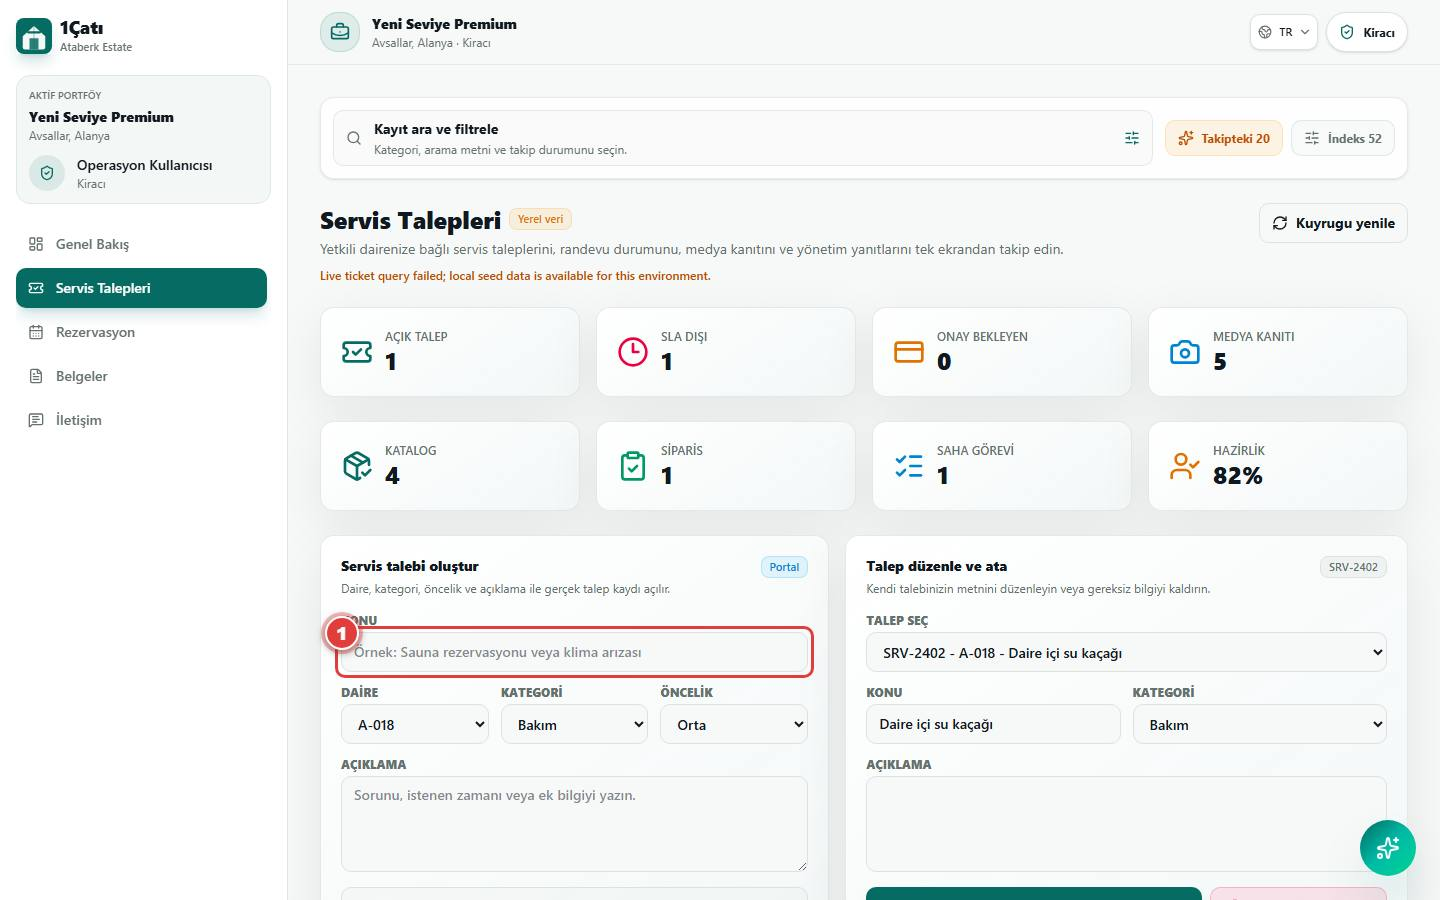 1Çatı
Ataberk Estate
AKTİF PORTFÖY
Yeni Seviye Premium
Avsallar, Alanya
Operasyon Kullanıcısı
Kiracı
Genel Bakış
Servis Talepleri
Rezervasyon
Belgeler
İletişim
Yeni Seviye Premium
Avsallar, Alanya · Kiracı
TR
Kiracı
Kayıt ara ve filtrele
Kategori, arama metni ve takip durumunu seçin.
Takipteki 20
İndeks 52
Servis Talepleri
Yerel veri
Kuyrugu yenile
Yetkili dairenize bağlı servis taleplerini, randevu durumunu, medya kanıtını ve yönetim yanıtlarını tek ekrandan takip edin.
Live ticket query failed; local seed data is available for this environment.
AÇIK TALEP
1
SLA DIŞI
1
ONAY BEKLEYEN
0
MEDYA KANITI
5
KATALOG
4
SİPARİS
1
SAHA GÖREVİ
1
HAZİRLİK
82%
Servis talebi oluştur
Portal
Daire, kategori, öncelik ve açıklama ile gerçek talep kaydı açılır.
1
Örnek: Sauna rezervasyonu veya klima arızası
DAİRE
KATEGORİ
ÖNCELİK
A-018
Bakım
Orta
AÇIKLAMA
Sorunu, istenen zamanı veya ek bilgiyi yazın.
Talep düzenle ve ata
SRV-2402
Kendi talebinizin metnini düzenleyin veya gereksiz bilgiyi kaldırın.
TALEP SEÇ
SRV-2402 - A-018 - Daire içi su kaçağı
KONU
KATEGORİ
Daire içi su kaçağı
Bakım
AÇIKLAMA